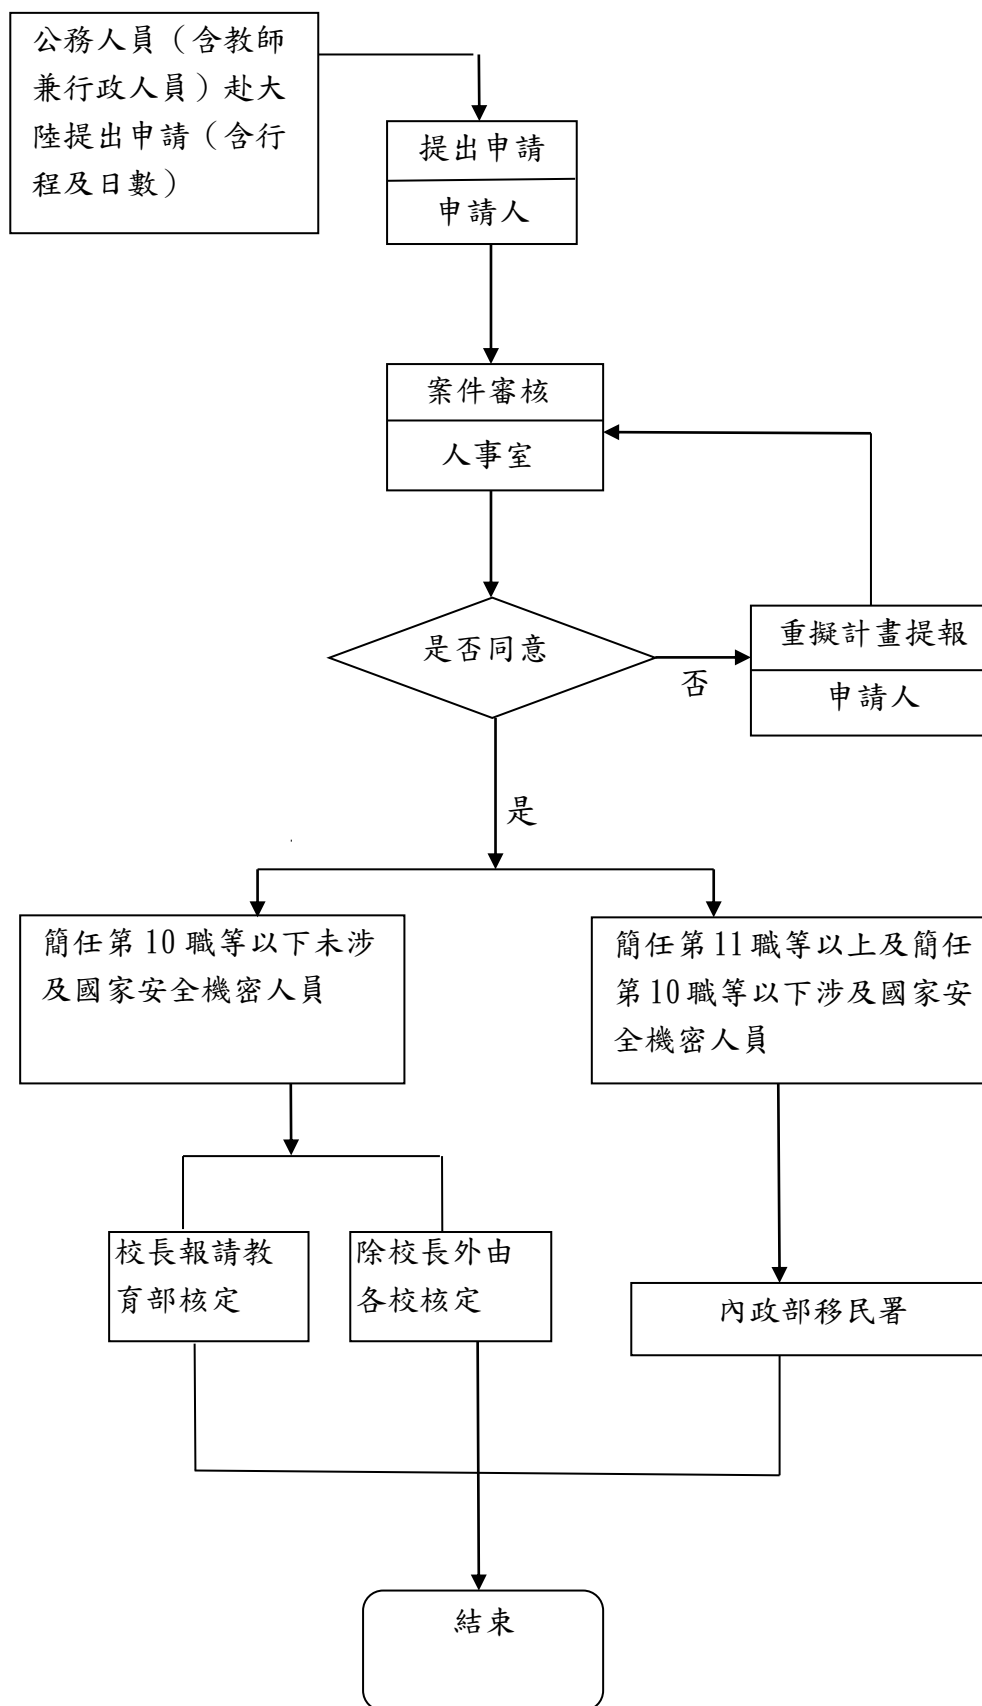 公務人員（含教師
兼行政人員）赴大
陸提出申請（含行
程及日數）
提出申請
申請人
案件審核
人事室
是否同意
否
重擬計畫提報
申請人
是
簡任第10職等以下未涉
及國家安全機密人員
簡任第11職等以上及簡任
第10職等以下涉及國家安
全機密人員
校長報請教
育部核定
除校長外由
各校核定
內政部移民署
結束